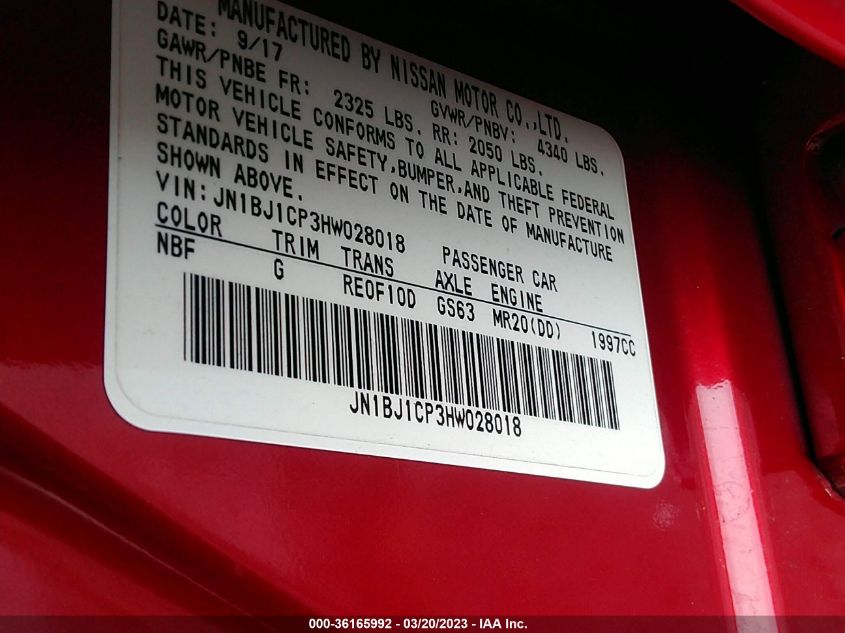 MANUFACTURED BY NISSAN MOTOR CO.,LTD.
DATE: 9/17 GVWR/PNBV: 4340 LBS.
GAWR/PNBE FR: 2325 LBS. RR: 2050 LBS.
THIS VEHICLE CONFORMS TO ALL APPLICABLE FEDERAL
MOTOR VEHICLE SAFETY,BUMPER,AND THEFT PREVENTION
STANDARDS IN EFFECT ON THE DATE OF MANUFACTURE
SHOWN ABOVE.
VIN: JN1BJ1CP3HW028018 PASSENGER CAR
COLOR TRIM TRANS AXLE ENGINE
NBF G RE0F10D GS63 MR20(DD) 1997CC
JN1BJ1CP3HW028018
000-36165992 / 03/20/2023 - IAA Inc.